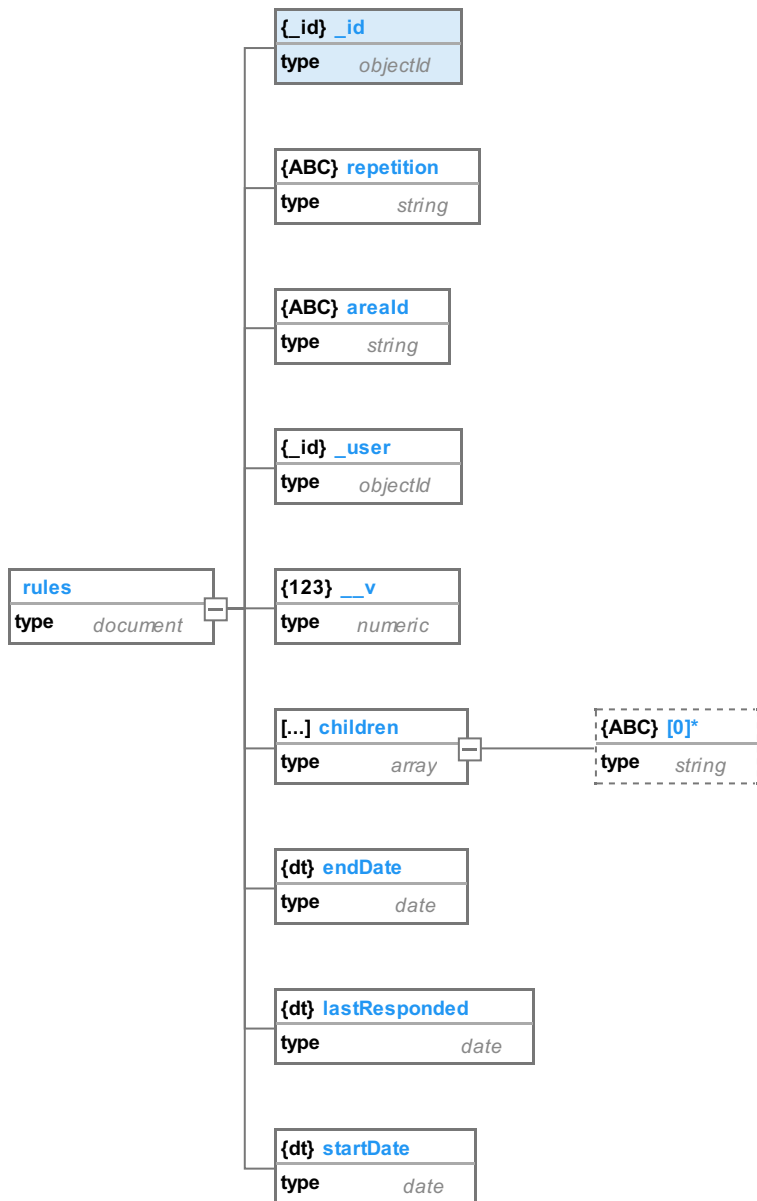 {_id} _id
type objectId
{ABC} repetition
type string
{ABC} areaId
type string
{_id} _user
type objectId
rules
type document
{123} __v
type numeric
[...] children
type array
{ABC} [0]*
type string
{dt} endDate
type date
{dt} lastResponded
type date
{dt} startDate
type date